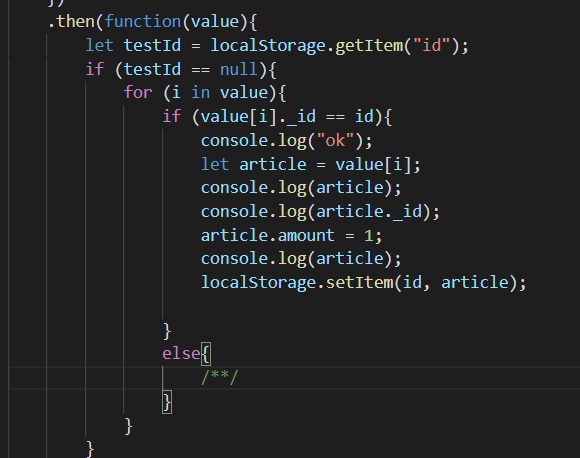 })
.then(function(value){
let testId = localStorage.getItem("id");
if (testId == null){
for (i in value){
if (value[i]._id == id){
console.log("ok");
let article = value[i];
console.log(article);
console.log(article._id);
article.amount = 1;
console.log(article);
localStorage.setItem(id, article);
}
else{
/**/
}
}
}